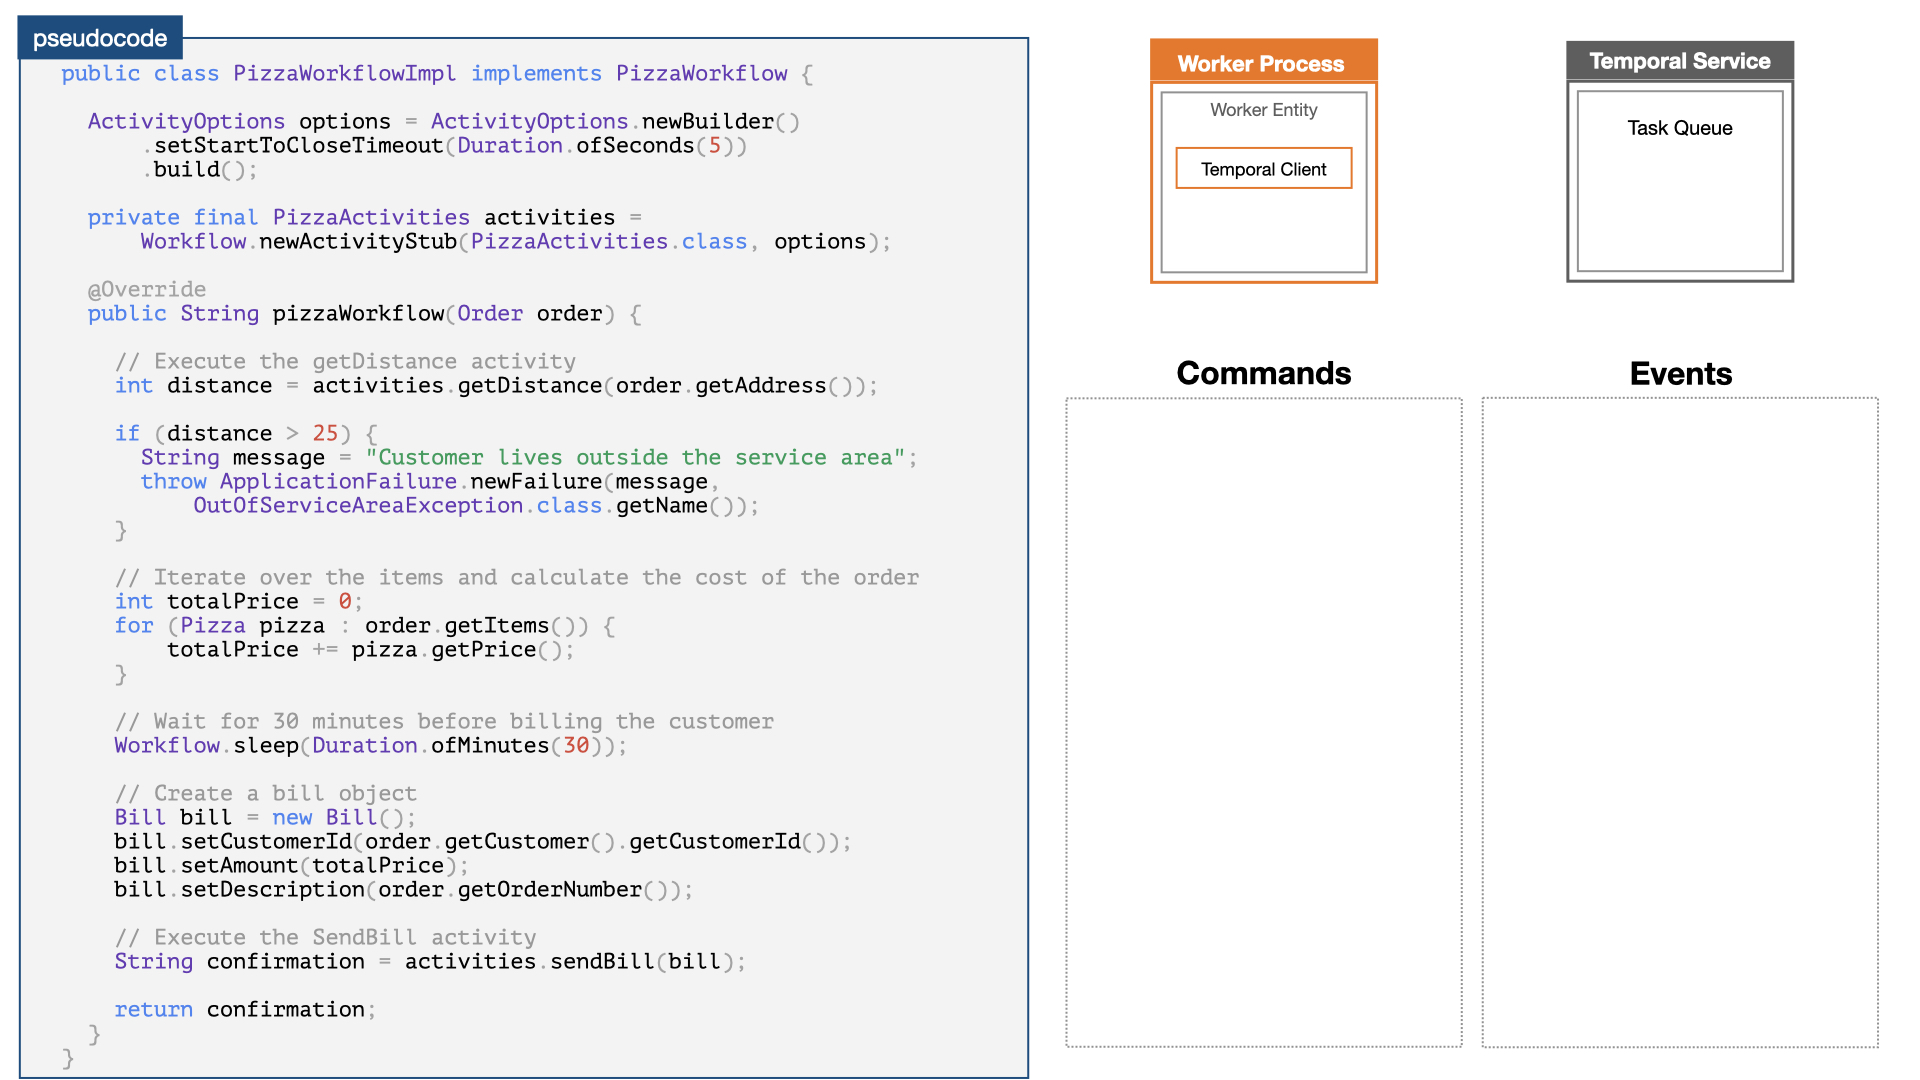 pseudocode
public class PizzaWorkflowImpl implements PizzaWorkflow {
ActivityOptions options = ActivityOptions.newBuilder()
.setStartToCloseTimeout(Duration.ofSeconds(5))
.build();
private final PizzaActivities activities =
Workflow.newActivityStub(PizzaActivities.class, options);
@Override
public String pizzaWorkflow(Order order) {
// Execute the getDistance activity
int distance = activities.getDistance(order.getAddress());
if (distance > 25) {
String message = "Customer lives outside the service area";
throw ApplicationFailure.newFailure(message,
OutOfServiceAreaException.class.getName());
}
// Iterate over the items and calculate the cost of the order
int totalPrice = 0;
for (Pizza pizza : order.getItems()) {
totalPrice += pizza.getPrice();
}
// Wait for 30 minutes before billing the customer
Workflow.sleep(Duration.ofMinutes(30));
// Create a bill object
Bill bill = new Bill();
bill.setCustomerId(order.getCustomer().getCustomerId());
bill.setAmount(totalPrice);
bill.setDescription(order.getOrderNumber());
// Execute the SendBill activity
String confirmation = activities.sendBill(bill);
return confirmation;
}
}
Worker Process
Worker Entity
Temporal Client
Temporal Service
Task Queue
Commands
Events